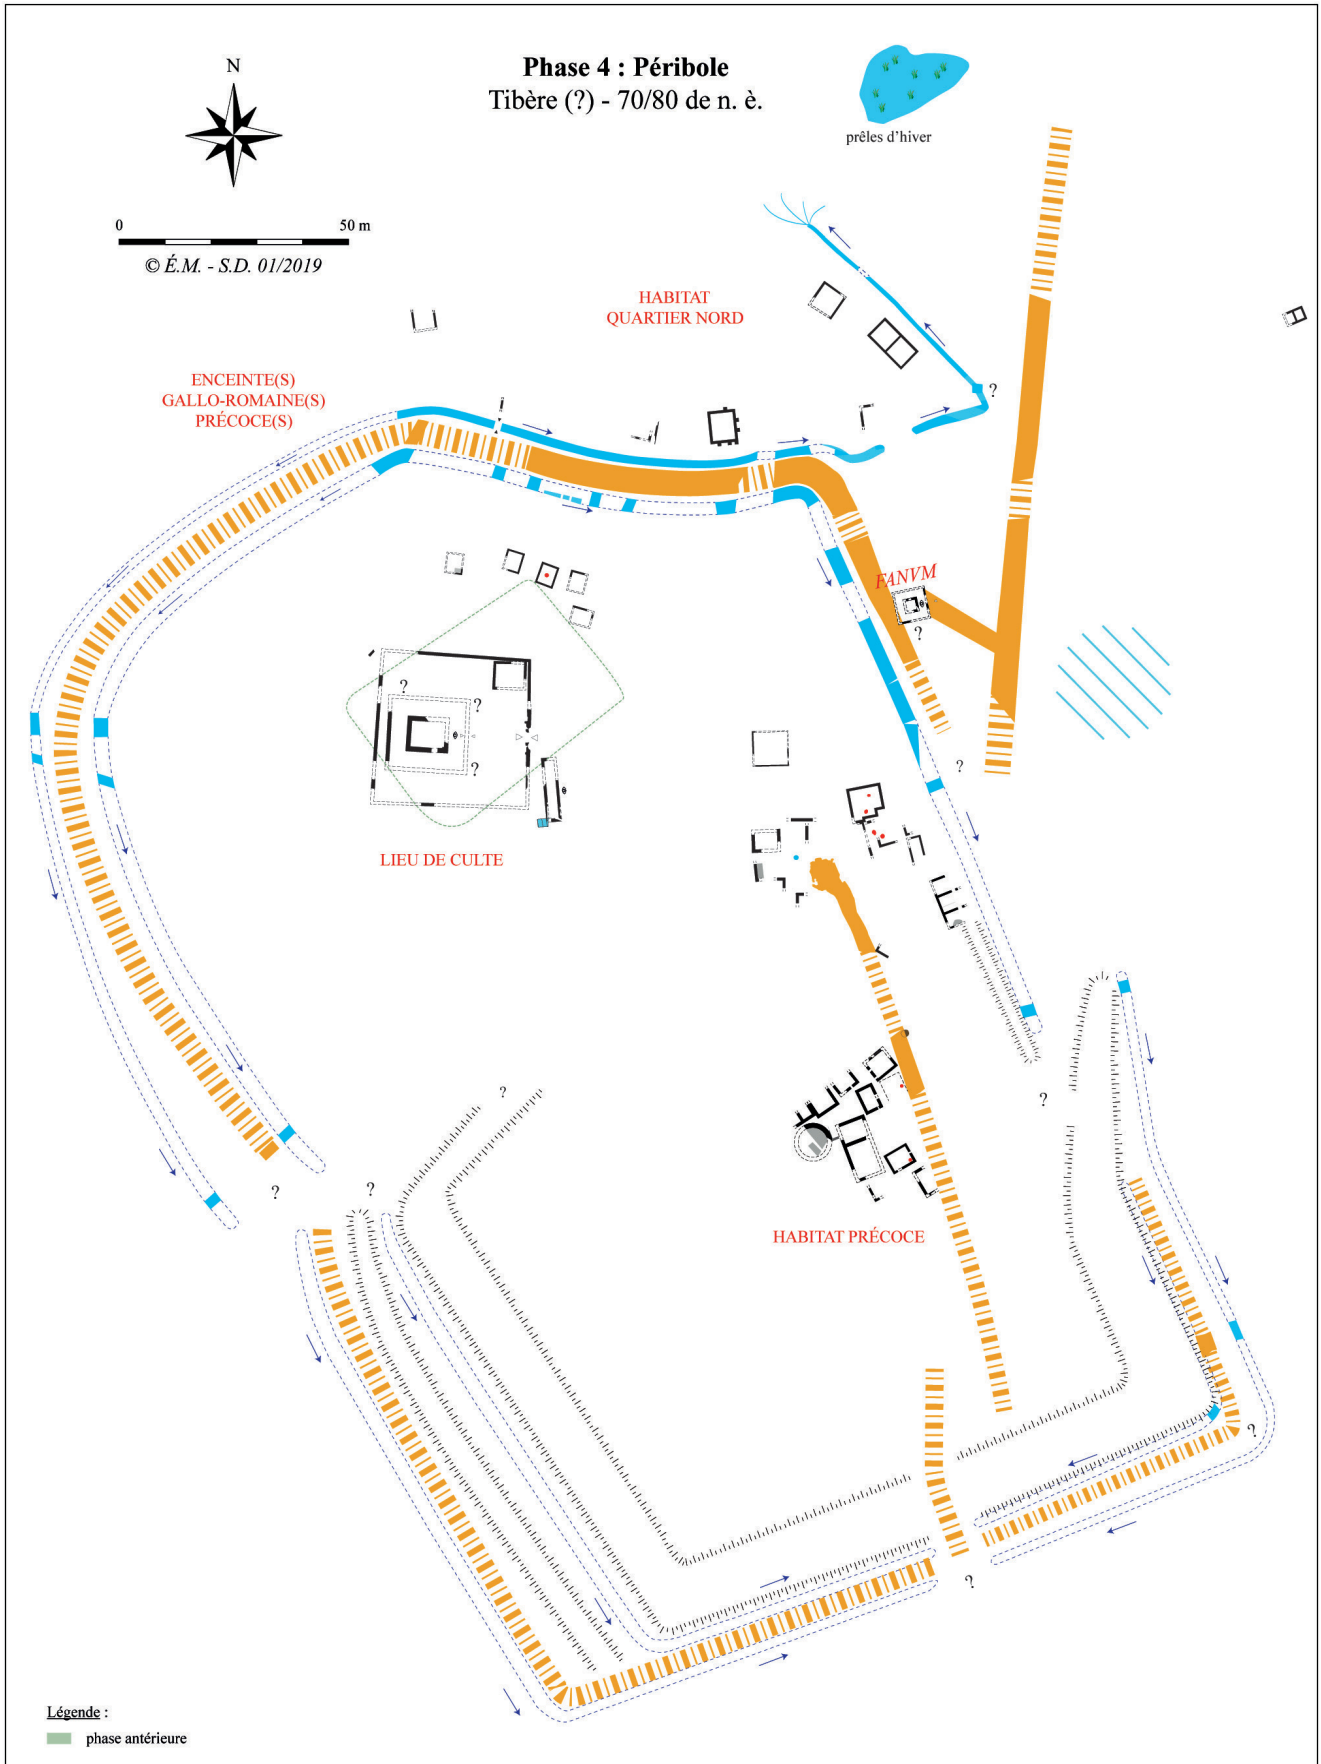 Phase 4 : Péribole
Tibère (?) - 70/80 de n. è.
N
prêles d'hiver
0 50 m
© É.M. - S.D. 01/2019
HABITAT
QUARTIER NORD
ENCEINTE(S)
GALLO-ROMAINE(S)
PRÉCOCE(S)
?
FANVM
?
?
?
?
?
LIEU DE CULTE
?
?
?
?
HABITAT PRÉCOCE
?
?
Légende :
phase antérieure